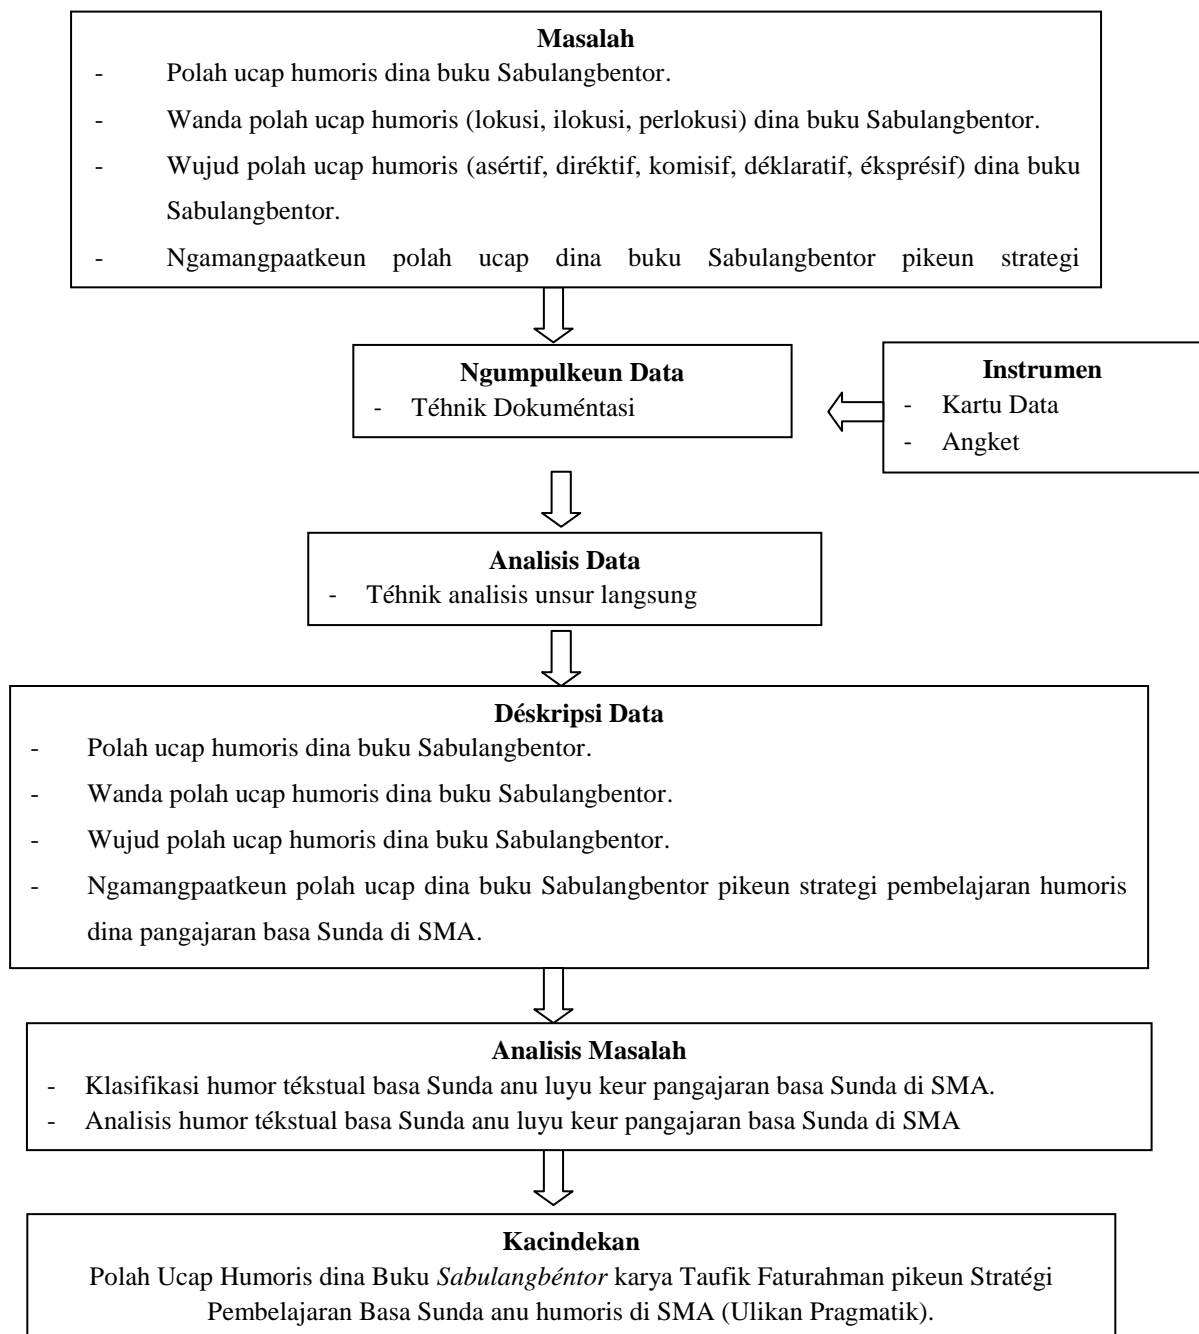 Masalah
- Polah ucap humoris dina buku Sabulangbentor.
- Wanda polah ucap humoris (lokusi, ilokusi, perlokusi) dina buku Sabulangbentor.
- Wujud polah ucap humoris (asértif, diréktif, komisif, déklaratif, éksprésif) dina buku
Sabulangbentor.
- Ngamangpaatkeun polah ucap dina buku Sabulangbentor pikeun strategi
Ngumpulkeun Data
- Téhnik Dokuméntasi
Instrumen
- Kartu Data
- Angket
Analisis Data
- Téhnik analisis unsur langsung
Déskripsi Data
- Polah ucap humoris dina buku Sabulangbentor.
- Wanda polah ucap humoris dina buku Sabulangbentor.
- Wujud polah ucap humoris dina buku Sabulangbentor.
- Ngamangpaatkeun polah ucap dina buku Sabulangbentor pikeun strategi pembelajaran humoris
dina pangajaran basa Sunda di SMA.
Analisis Masalah
- Klasifikasi humor tékstual basa Sunda anu luyu keur pangajaran basa Sunda di SMA.
- Analisis humor tékstual basa Sunda anu luyu keur pangajaran basa Sunda di SMA
Kacindekan
Polah Ucap Humoris dina Buku Sabulangbéntor karya Taufik Faturahman pikeun Stratégi
Pembelajaran Basa Sunda anu humoris di SMA (Ulikan Pragmatik).